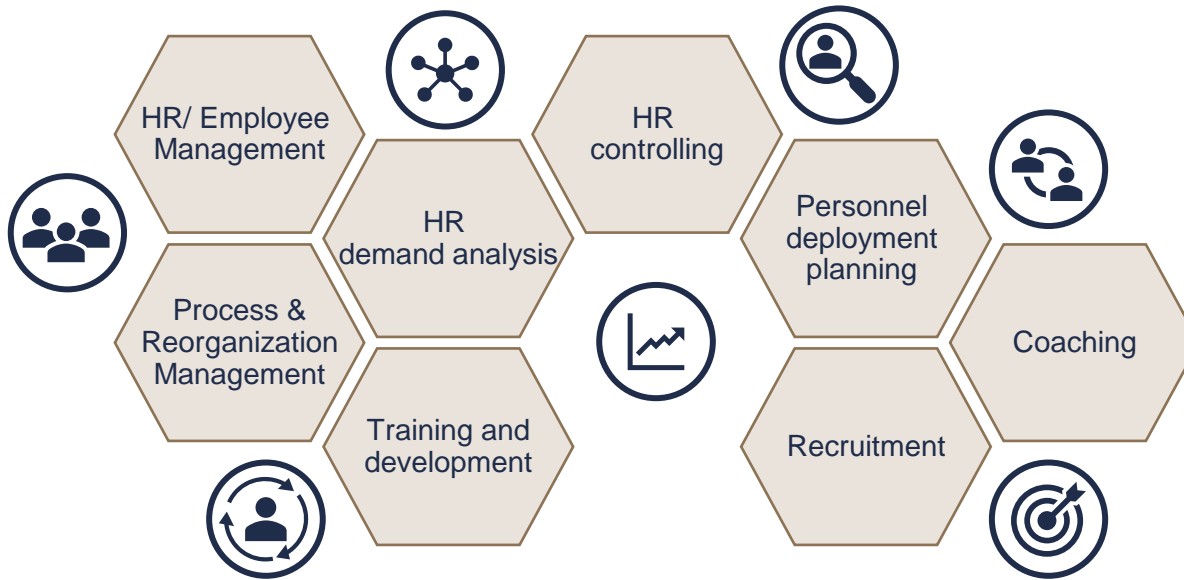 HR/ Employee
Management
HR
demand analysis
HR
controlling
Personnel
deployment
planning
Process &
Reorganization
Management
Training and
development
Recruitment
Coaching